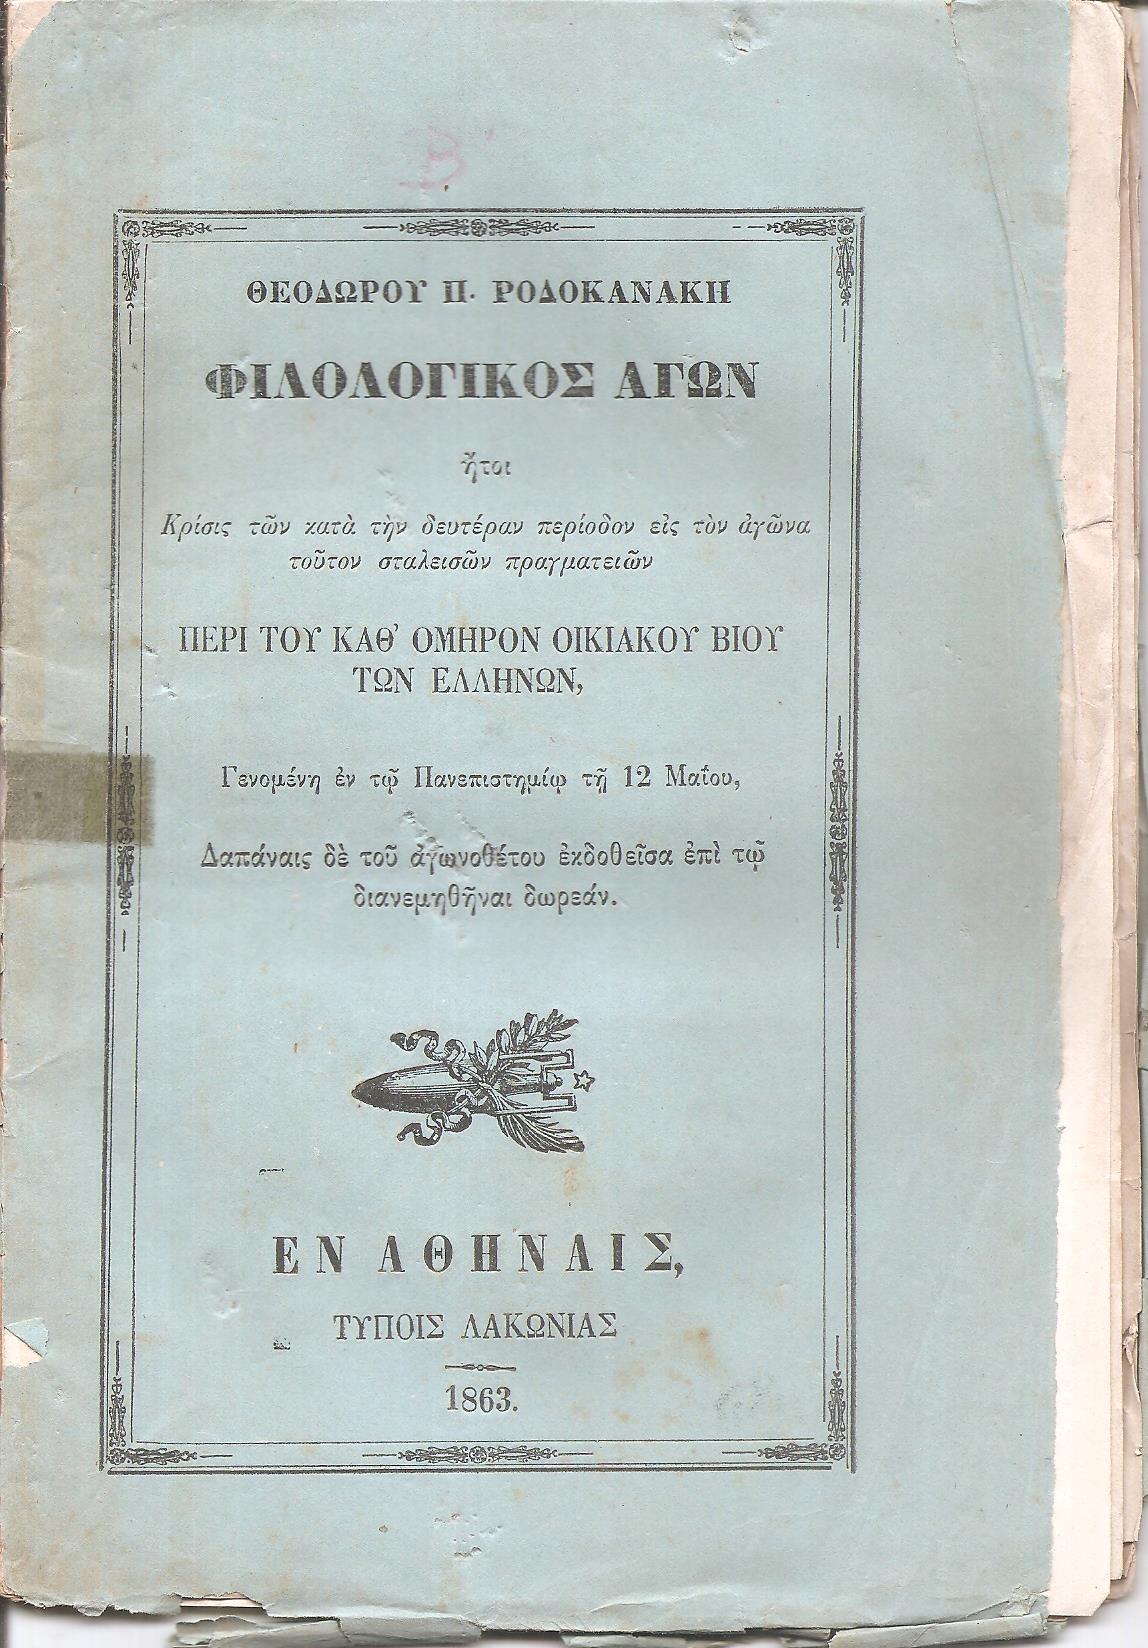 Β'
ΘΕΟΔΩΡΟΥ Π. ΡΟΔΟΚΑΝΑΚΗ
ΦΙΛΟΛΟΓΙΚΟΣ ΑΓΩΝ
ἤτοι
Κρίσις τῶν κατὰ τὴν δευτέραν περίοδον εἰς τὸν ἀγῶνα
τοῦτον σταλεισῶν πραγματειῶν
ΠΕΡΙ ΤΟΥ ΚΑΘ' ΟΜΗΡΟΝ ΟΙΚΙΑΚΟΥ ΒΙΟΥ
ΤΩΝ ΕΛΛΗΝΩΝ,
Γενομένη ἐν τῷ Πανεπιστημίῳ τῇ 12 Μαΐου,
Δαπάναις δὲ τοῦ ἀγωνοθέτου ἐκδοθεῖσα ἐπὶ τῷ
διανεμηθῆναι δωρεάν.
ΕΝ ΑΘΗΝΑΙΣ,
ΤΥΠΟΙΣ ΛΑΚΩΝΙΑΣ
1863.